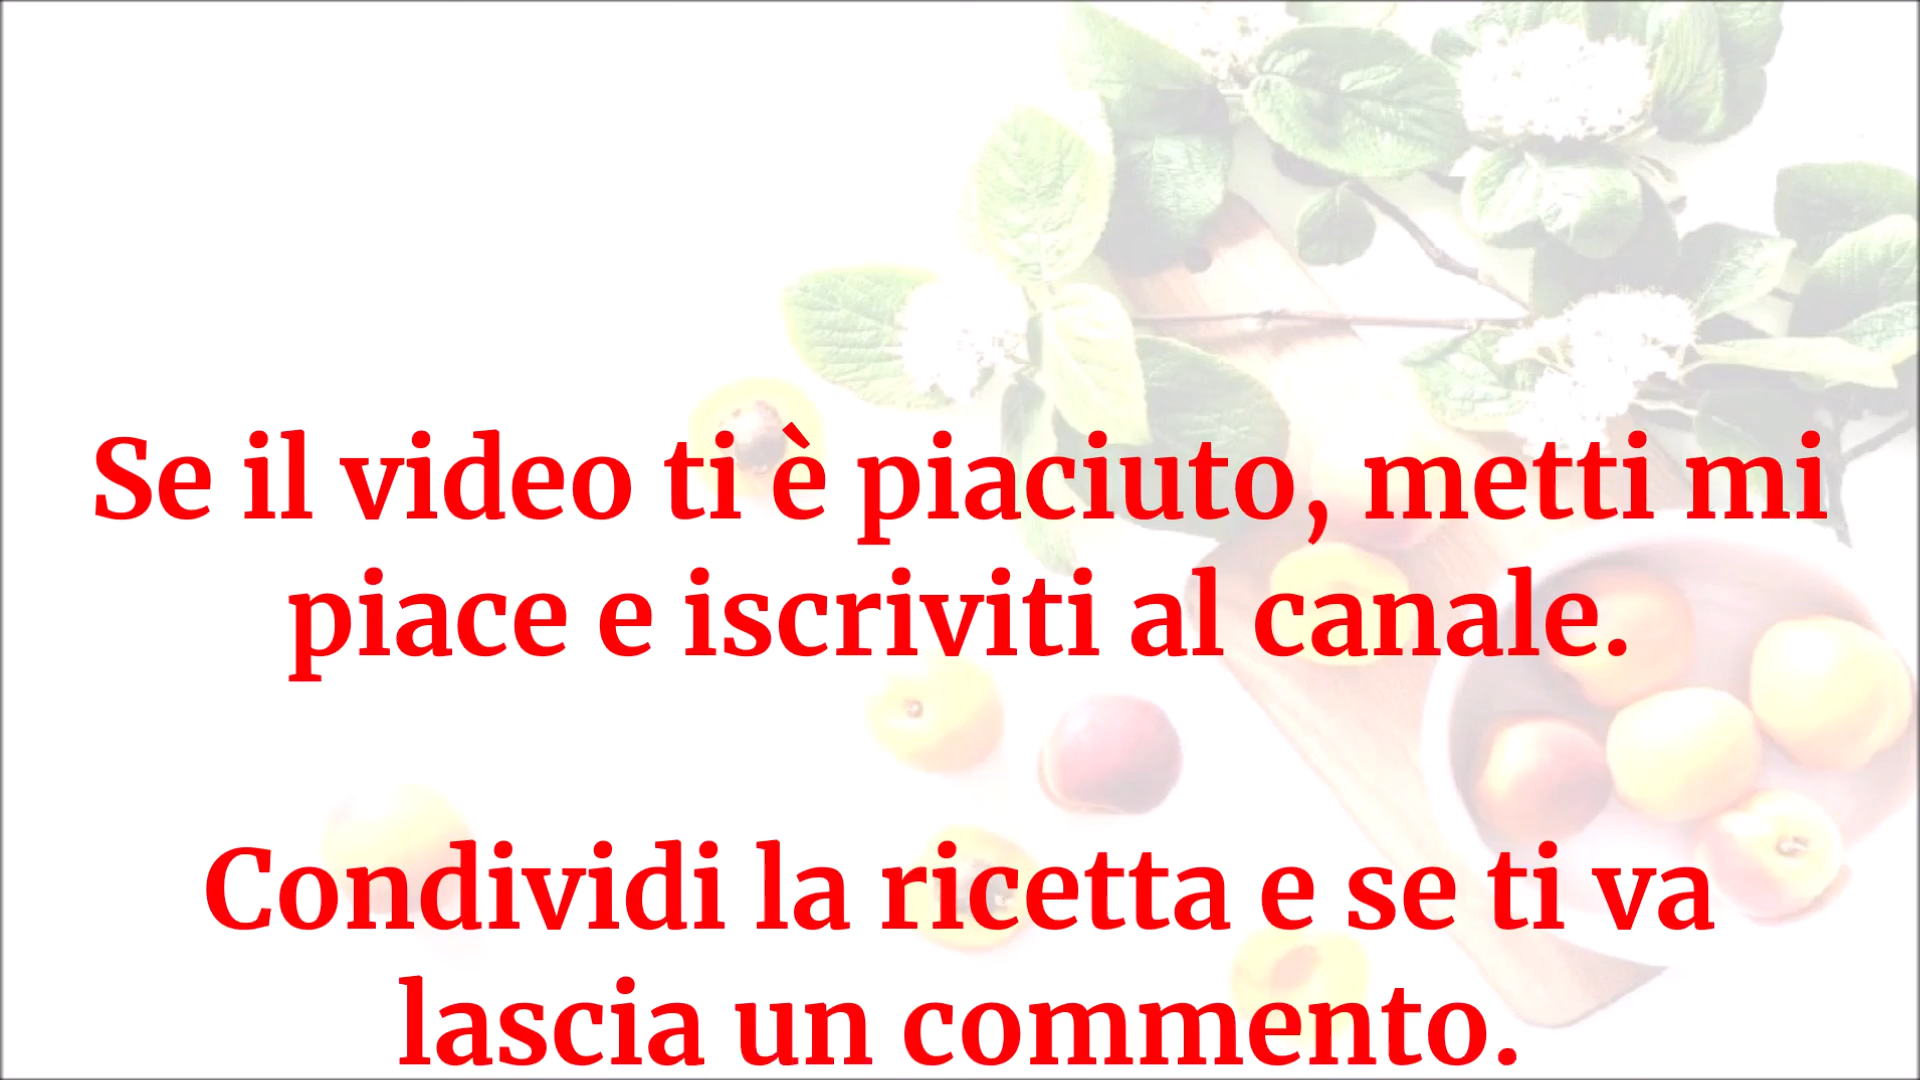 Se il video ti è piaciuto, metti mi
piace e iscriviti al canale.
Condividi la ricetta e se ti va
lascia un commento.